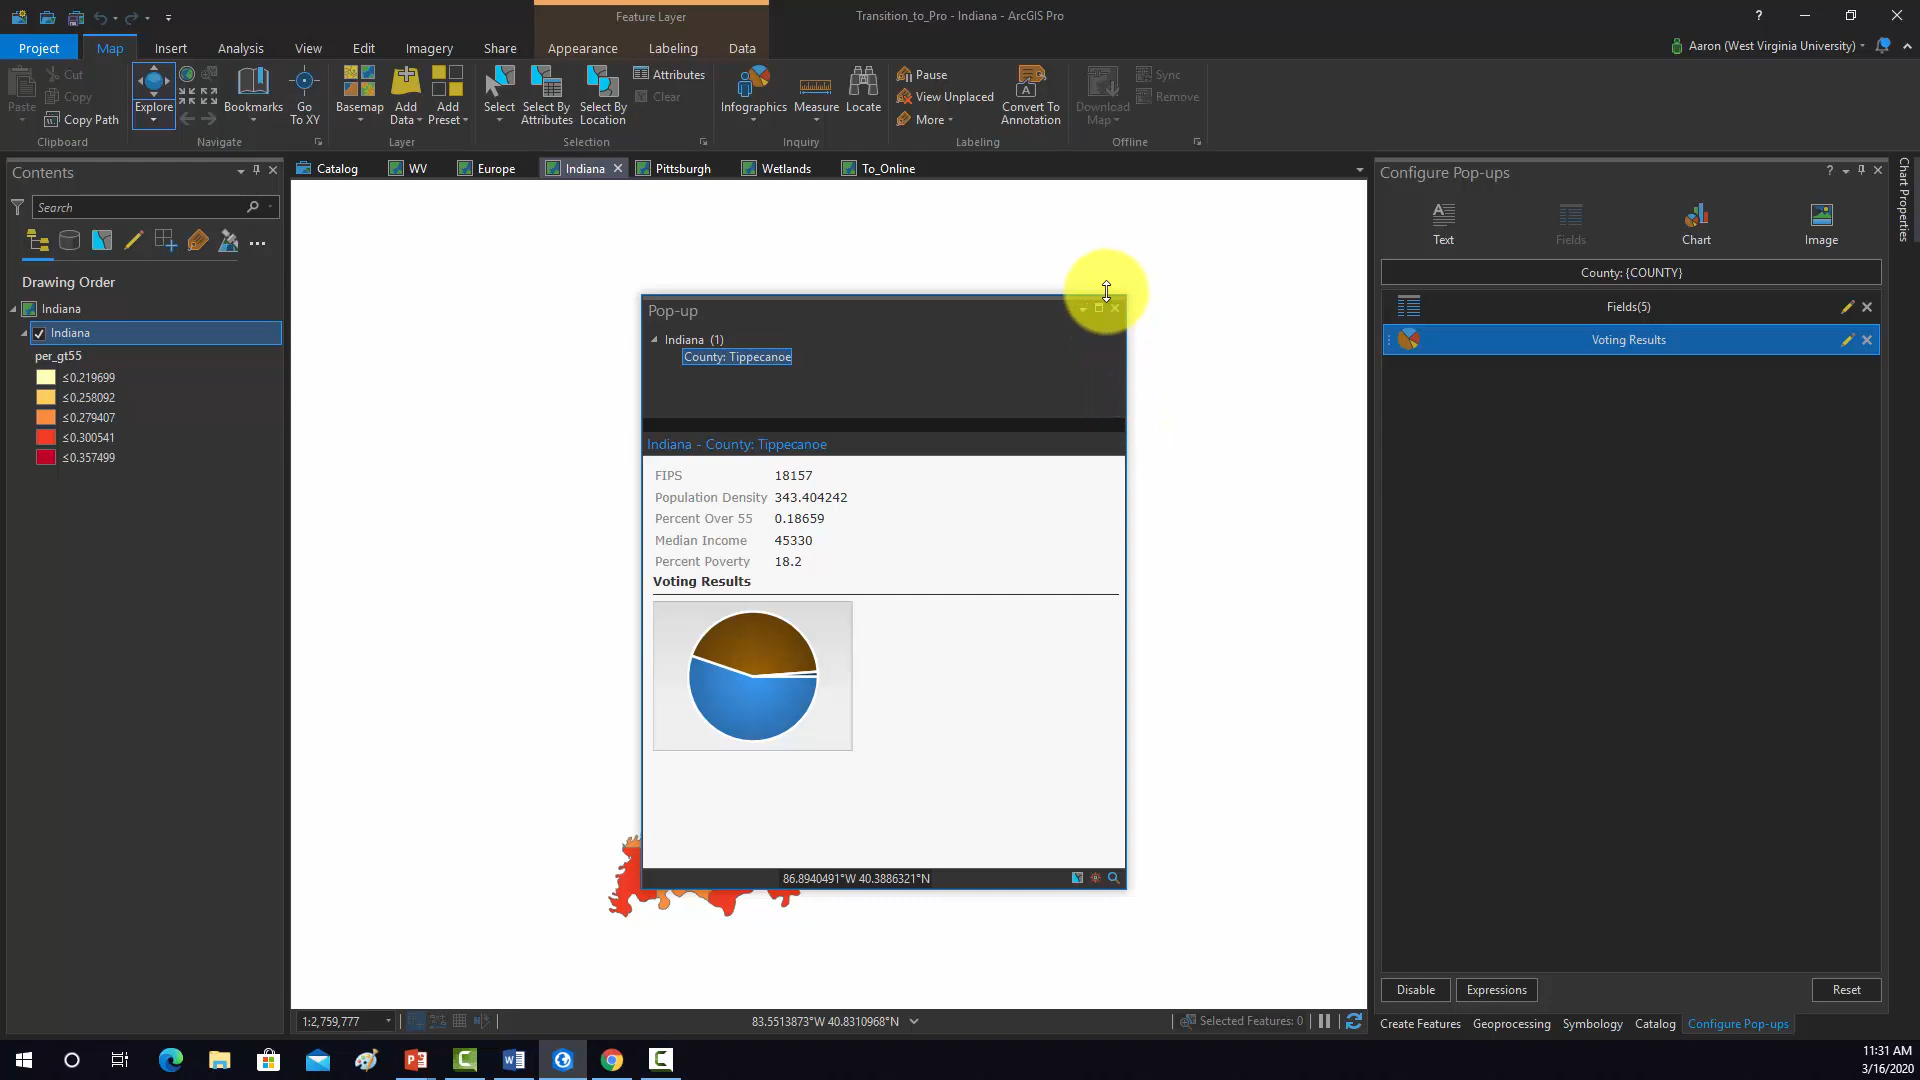 Feature Layer
Transition_to_Pro - Indiana - ArcGIS Pro
?
Project
Map
Insert
Analysis
View
Edit
Imagery
Share
Appearance
Labeling
Data
Aaron (West Virginia University)
Paste
Cut
Copy
Copy Path
Clipboard
Explore
Bookmarks
Go To XY
Navigate
Basemap
Add Data
Add Preset
Layer
Select
Select By Attributes
Select By Location
Attributes
Clear
Selection
Infographics
Measure
Locate
Inquiry
Pause
View Unplaced
More
Convert To Annotation
Labeling
Download Map
Sync
Remove
Offline
Contents
Search
Drawing Order
Indiana
Indiana
per_gt55
≤0.219699
≤0.258092
≤0.279407
≤0.300541
≤0.357499
Catalog
WV
Europe
Indiana
Pittsburgh
Wetlands
To_Online
Pop-up
Indiana (1)
County: Tippecanoe
Indiana - County: Tippecanoe
FIPS 18157
Population Density 343.404242
Percent Over 55 0.18659
Median Income 45330
Percent Poverty 18.2
Voting Results
86.8940491°W 40.3886321°N
1:2,759,777
83.5513873°W 40.8310968°N
Selected Features: 0
Configure Pop-ups
?
Text
Fields
Chart
Image
County: {COUNTY}
Fields(5)
Voting Results
Disable
Expressions
Reset
Create Features
Geoprocessing
Symbology
Catalog
Configure Pop-ups
Chart Properties
11:31 AM
3/16/2020